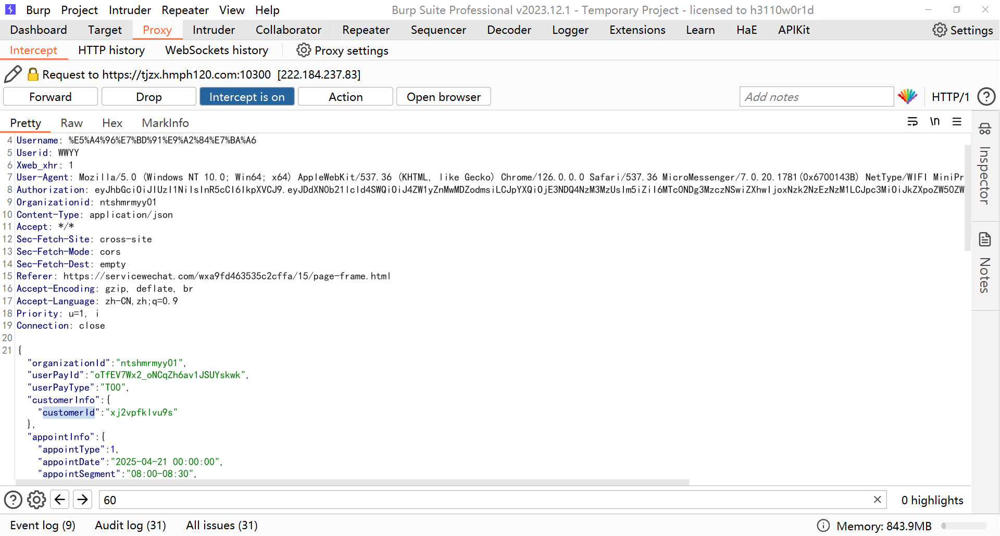 Burp Project Intruder Repeater View Help Burp Suite Professional v2023.12.1 - Temporary Project - licensed to h3110w0r1d
Dashboard Target Proxy Intruder Collaborator Repeater Sequencer Decoder Logger Extensions Learn HaE APIKit Settings
Intercept HTTP history WebSockets history Proxy settings
Request to https://tjzx.hmph120.com:10300 [222.184.237.83]
Forward Drop Intercept is on Action Open browser Add notes HTTP/1
Pretty Raw Hex MarkInfo
4 Username: %E5%A4%96%E7%BD%91%E9%A2%84%E7%BA%A6
5 Userid: WWYY
6 Xweb_xhr: 1
7 User-Agent: Mozilla/5.0 (Windows NT 10.0; Win64; x64) AppleWebKit/537.36 (KHTML, like Gecko) Chrome/126.0.0.0 Safari/537.36 MicroMessenger/7.0.20.1781(0x6700143B) NetType/WIFI MiniPr
8 Authorization:
9 Organizationid: ntshmrmyy01
10 Content-Type: application/json
11 Accept: */*
12 Sec-Fetch-Site: cross-site
13 Sec-Fetch-Mode: cors
14 Sec-Fetch-Dest: empty
15 Referer: https://servicewechat.com/wxa9fd463535c2cffa/15/page-frame.html
16 Accept-Encoding: gzip, deflate, br
17 Accept-Language: zh-CN,zh;q=0.9
18 Priority: u=1, i
19 Connection: close
20
21 {
"organizationId":"ntshmrmyy01",
"userPayId":"oTfEV7Wx2_oNCqZh6av1JSUYskwk",
"userPayType":"T00",
"customerInfo":{
"customerId":"xj2vpfklvu9s"
},
"appointInfo":{
"appointType":1,
"appointDate":"2025-04-21 00:00:00",
"appointSegment":"08:00-08:30",
Inspector
Notes
60 0 highlights
Event log (9) Audit log (31) All issues (31) Memory: 843.9MB